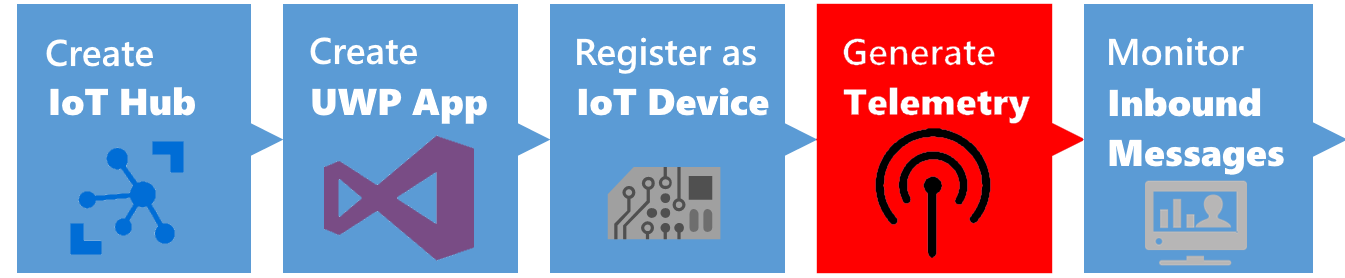 Create
IoT Hub
Create
UWP App
Register as
IoT Device
Generate
Telemetry
Monitor
Inbound
Messages